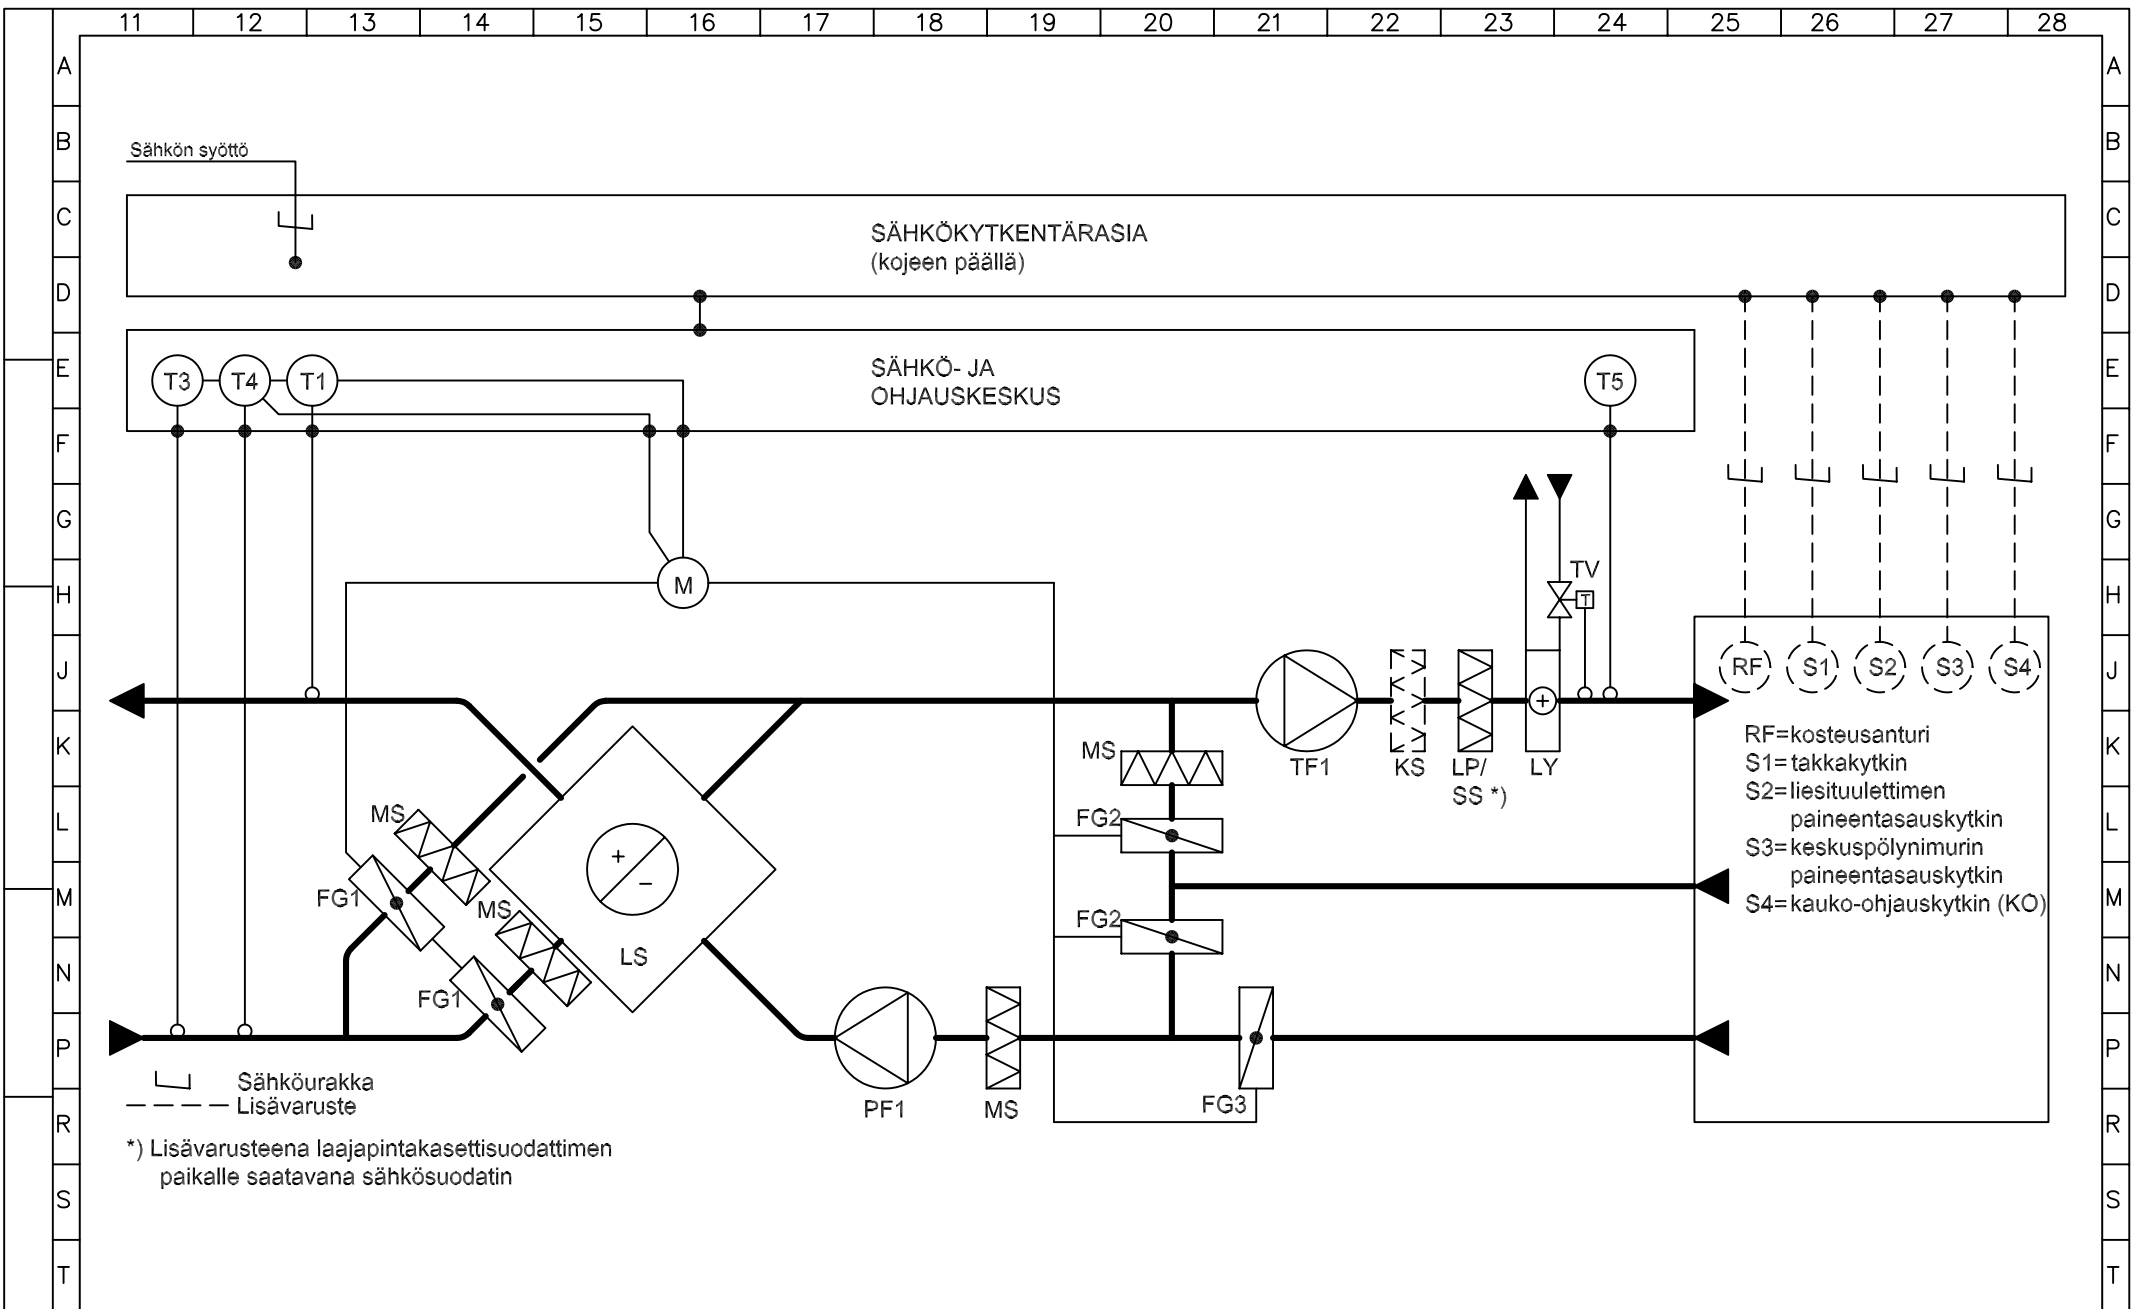 11 12 13 14 15 16 17 18 19 20 21 22 23 24 25 26 27 28
A A
B B
Sähkön syöttö
C C
SÄHKÖKYTKENTÄRASIA
(kojeen päällä)
D D
E E
SÄHKÖ- JA
OHJAUSKESKUS
T3 T4 T1 T5
F F
G G
H H
M
TV
T
J J
RF S1 S2 S3 S4
K K
RF=kosteusanturi
S1=takkakytkin
S2=liesituulettimen
paineentasauskytkin
S3=keskuspölynimurin
paineentasauskytkin
S4=kauko-ohjauskytkin (KO)
MS
TF1 KS LP/ LY
SS *)
+
L L
MS
FG2
+
−
M M
FG1
MS
FG2
LS
N N
FG1
P P
PF1 MS FG3
Sähköurakka
Lisävaruste
R R
*) Lisävarusteena laajapintakasettisuodattimen
paikalle saatavana sähkösuodatin
S S
T T